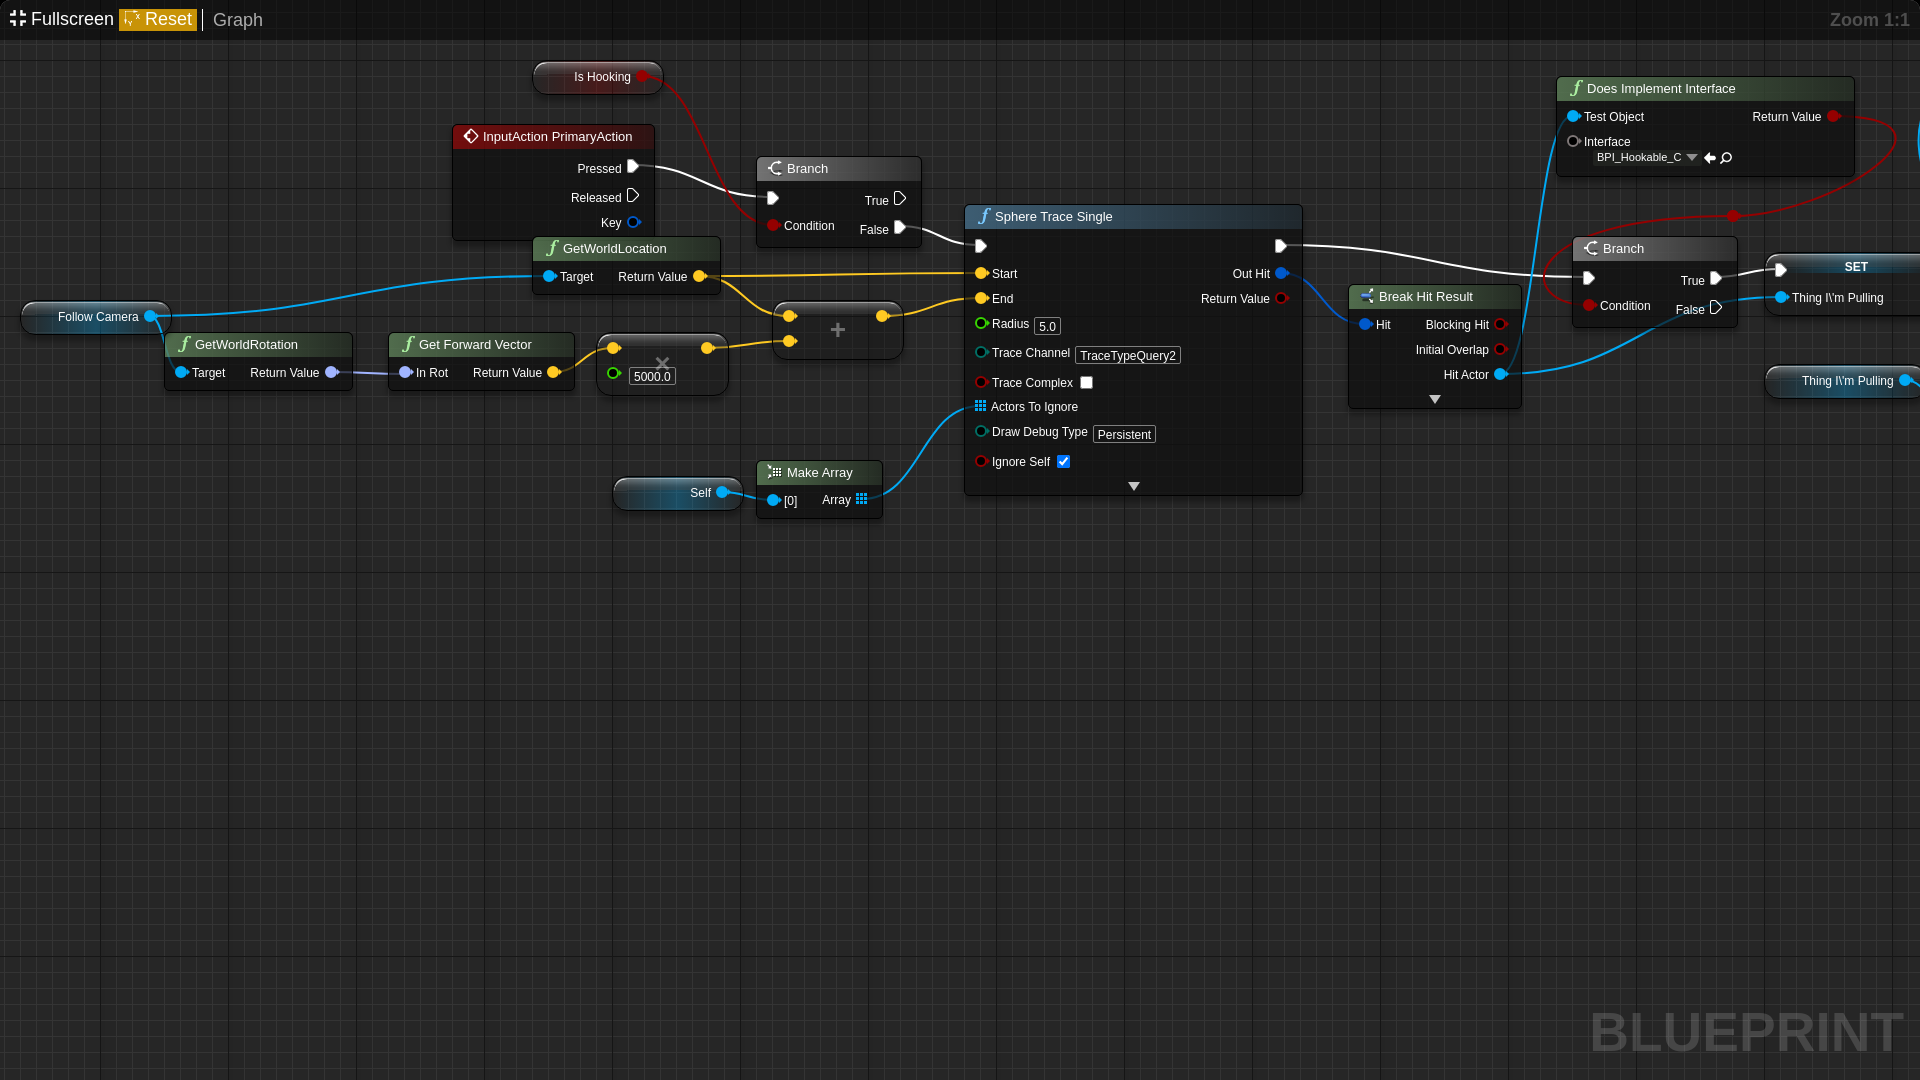 Fullscreen Reset Graph
Zoom 1:1
Is Hooking
InputAction PrimaryAction
Pressed
Released
Key
Branch
True
Condition
False
GetWorldLocation
Target Return Value
Follow Camera
GetWorldRotation
Target Return Value
Get Forward Vector
In Rot Return Value
×
5000.0
+
Self
Make Array
[0] Array
Sphere Trace Single
Start Out Hit
End Return Value
Radius 5.0
Trace Channel TraceTypeQuery2
Trace Complex
Actors To Ignore
Draw Debug Type Persistent
Ignore Self
Break Hit Result
Hit Blocking Hit
Initial Overlap
Hit Actor
Does Implement Interface
Test Object Return Value
Interface
BPI_Hookable_C
Branch
True
Condition
False
SET
Thing I\'m Pulling
Thing I\'m Pulling
BLUEPRINT